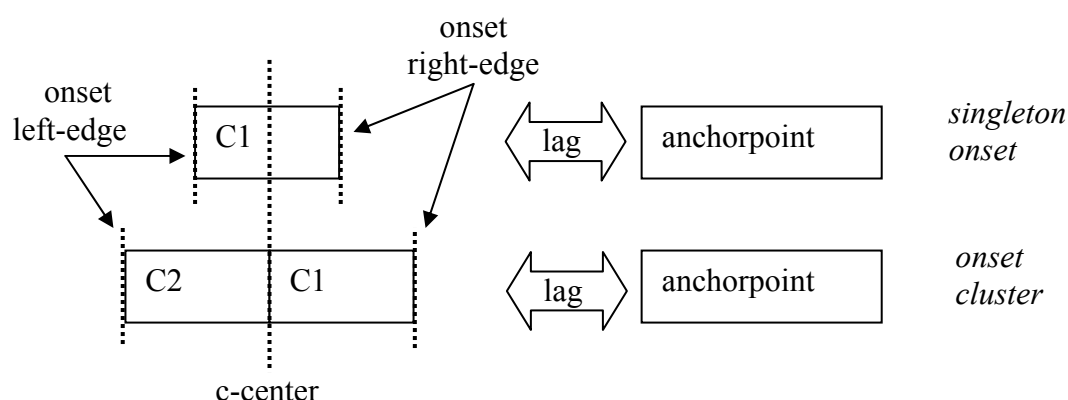 onset
right-edge
onset
left-edge
C1
lag
anchorpoint
singleton
onset
C2
C1
lag
anchorpoint
onset
cluster
c-center